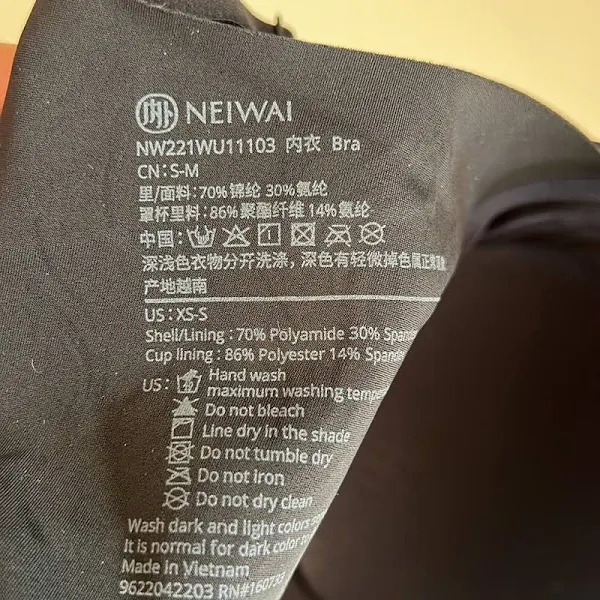 NEIWAI
NW221WU11103 内衣 Bra
CN: S-M
里/面料: 70% 锦纶 30% 氨纶
罩杯里料: 86% 聚酯纤维 14% 氨纶
中国:
深浅色衣物分开洗涤，深色有轻微掉色属正常
产地越南
US: XS-S
Shell/Lining : 70% Polyamide 30%
Cup lining : 86% Polyester 14%
US: Hand wash
maximum washing
Do not bleach
Line dry in the shade
Do not tumble dry
Do not iron
Do not dry clean
Wash dark and light colors
It is normal for dark color
Made in Vietnam
9622042203 RN#160733